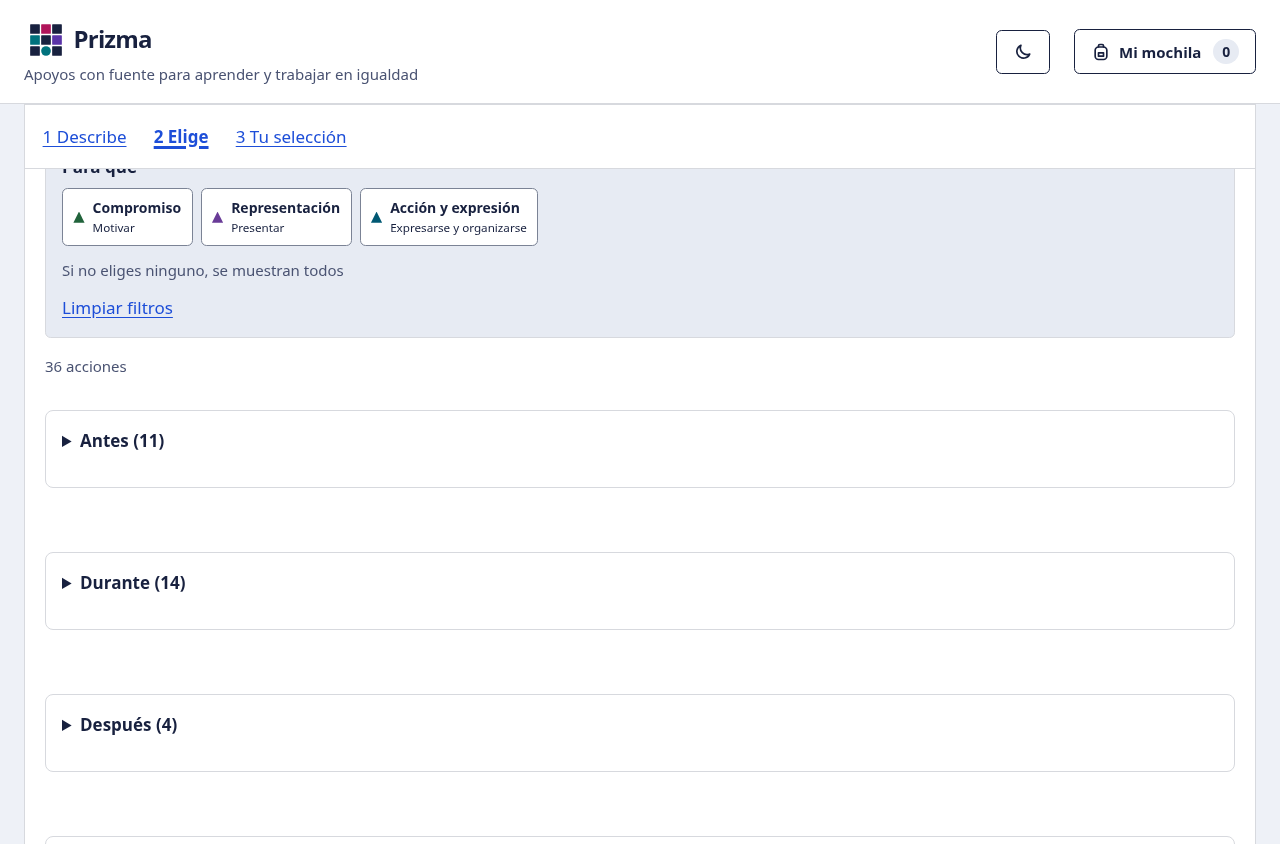 Prizma
Apoyos con fuente para aprender y trabajar en igualdad
Mi mochila 0
1 Describe 2 Elige 3 Tu selección
Para qué
Compromiso
Motivar
Representación
Presentar
Acción y expresión
Expresarse y organizarse
Si no eliges ninguno, se muestran todos
Limpiar filtros
36 acciones
Antes (11)
Durante (14)
Después (4)